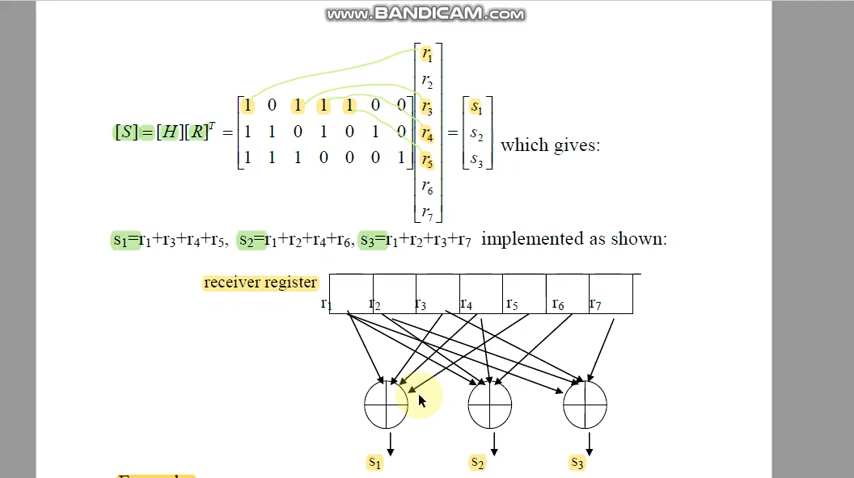 www.BANDICAM.com
r1
r2
[S]=[H][R]^T = [1 0 1 1 1 0 0] r3 = s1
1 1 0 1 0 1 0 r4 s2 which gives:
1 1 1 0 0 0 1 r5 s3
r6
r7
s1=r1+r3+r4+r5, s2=r1+r2+r4+r6, s3=r1+r2+r3+r7 implemented as shown:
receiver register
r1 r2 r3 r4 r5 r6 r7
s1 s2 s3